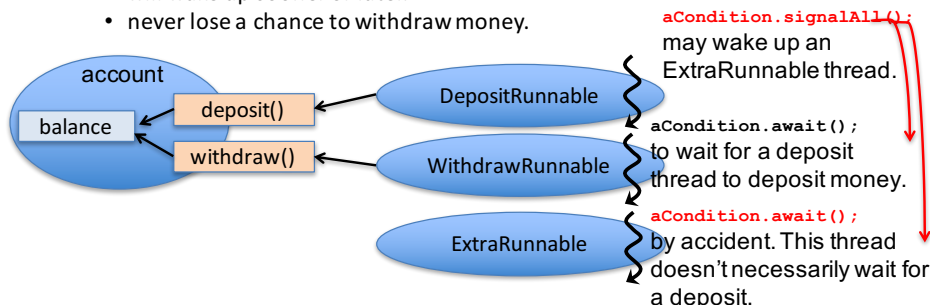 • never lose a chance to withdraw money.
aCondition.signalAll();
may wake up an
ExtraRunnable thread.
account
deposit()
DepositRunnable
balance
withdraw()
WithdrawRunnable
aCondition.await();
to wait for a deposit
thread to deposit money.
ExtraRunnable
aCondition.await();
by accident. This thread
doesn't necessarily wait for
a deposit.